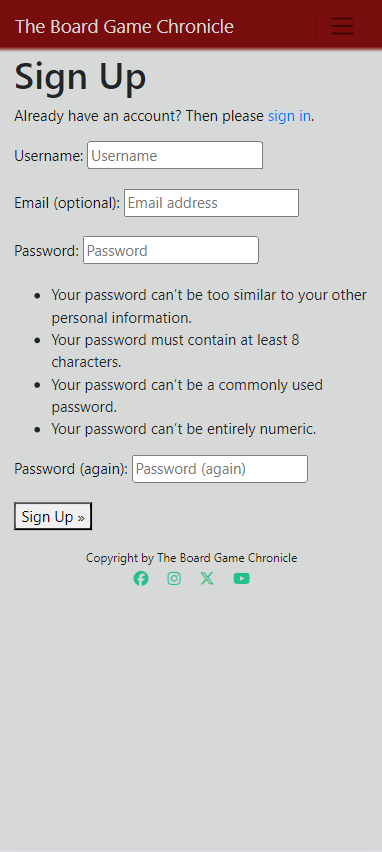 The Board Game Chronicle
Sign Up
Already have an account? Then please sign in.
Username: Username
Email (optional): Email address
Password: Password
• Your password can't be too similar to your other
personal information.
• Your password must contain at least 8
characters.
• Your password can't be a commonly used
password.
• Your password can't be entirely numeric.
Password (again): Password (again)
Sign Up »
Copyright by The Board Game Chronicle